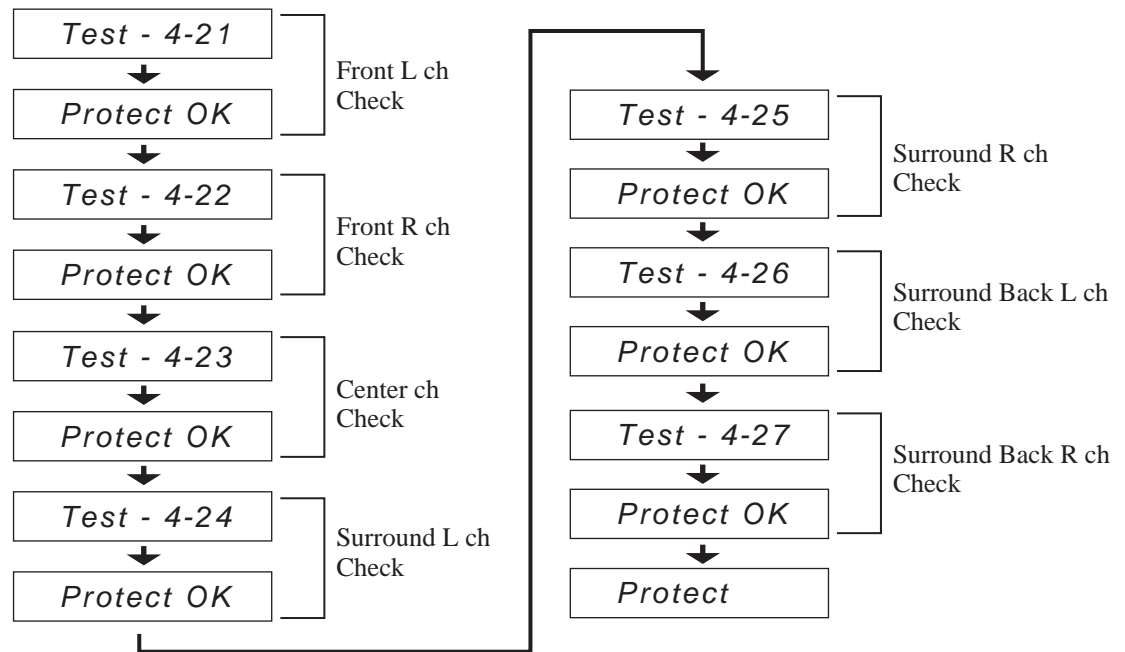 Test - 4-21
Protect OK
Front L ch
Check
Test - 4-22
Protect OK
Front R ch
Check
Test - 4-23
Protect OK
Center ch
Check
Test - 4-24
Protect OK
Surround L ch
Check
Test - 4-25
Protect OK
Surround R ch
Check
Test - 4-26
Protect OK
Surround Back L ch
Check
Test - 4-27
Protect OK
Surround Back R ch
Check
Protect